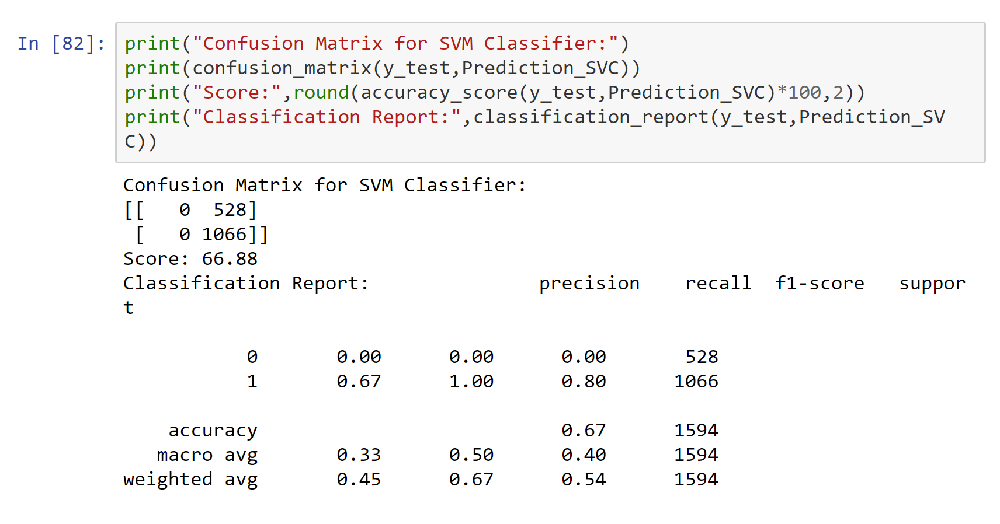 In [82]: print("Confusion Matrix for SVM Classifier:")
print(confusion_matrix(y_test,Prediction_SVC))
print("Score:",round(accuracy_score(y_test,Prediction_SVC)*100,2))
print("Classification Report:",classification_report(y_test,Prediction_SV
C))
Confusion Matrix for SVM Classifier:
[[   0  528]
 [   0 1066]]
Score: 66.88
Classification Report:               precision    recall  f1-score   suppor
t
           0       0.00      0.00      0.00       528
           1       0.67      1.00      0.80      1066
    accuracy                           0.67      1594
   macro avg       0.33      0.50      0.40      1594
weighted avg       0.45      0.67      0.54      1594